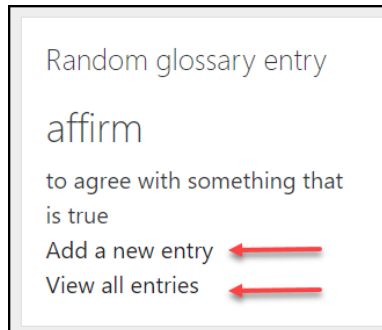 Random glossary entry
affirm
to agree with something that
is true
Add a new entry
View all entries